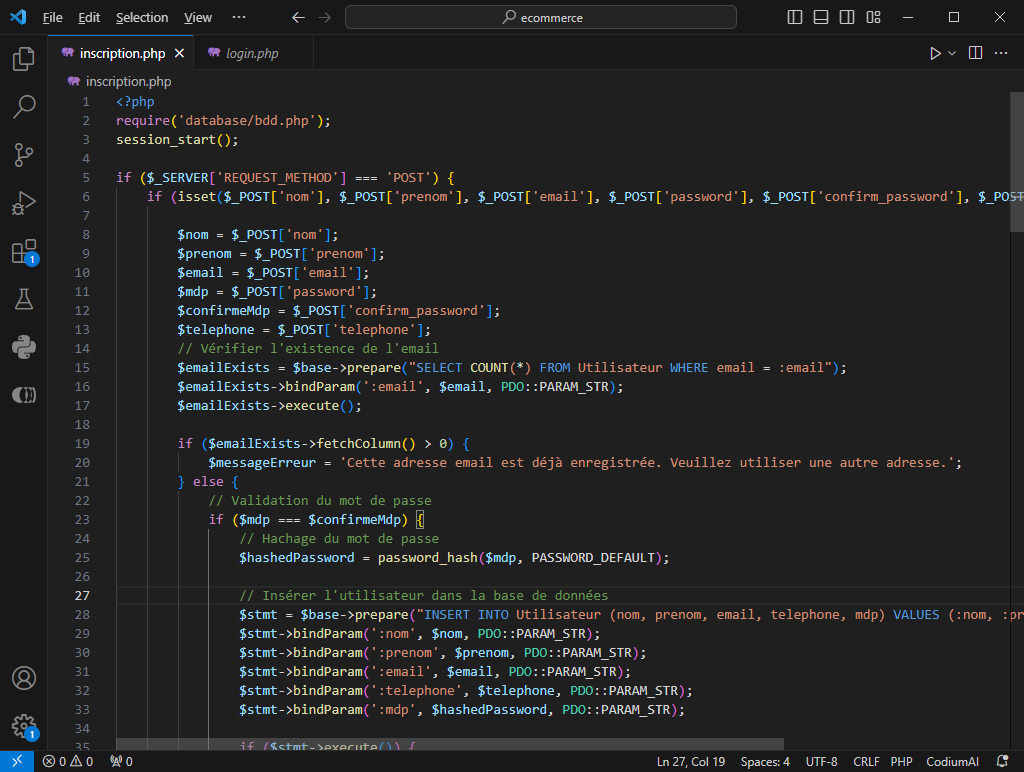 File Edit Selection View ··· ecommerce
inscription.php login.php
inscription.php
1 <?php
2 require('database/bdd.php');
3 session_start();
4
5 if ($_SERVER['REQUEST_METHOD'] === 'POST') {
6 if (isset($_POST['nom'], $_POST['prenom'], $_POST['email'], $_POST['password'], $_POST['confirm_password'], $_POST
7
8 $nom = $_POST['nom'];
9 $prenom = $_POST['prenom'];
10 $email = $_POST['email'];
11 $mdp = $_POST['password'];
12 $confirmeMdp = $_POST['confirm_password'];
13 $telephone = $_POST['telephone'];
14 // Vérifier l'existence de l'email
15 $emailExists = $base->prepare("SELECT COUNT(*) FROM Utilisateur WHERE email = :email");
16 $emailExists->bindParam(':email', $email, PDO::PARAM_STR);
17 $emailExists->execute();
18
19 if ($emailExists->fetchColumn() > 0) {
20 $messageErreur = 'Cette adresse email est déjà enregistrée. Veuillez utiliser une autre adresse.';
21 } else {
22 // Validation du mot de passe
23 if ($mdp === $confirmeMdp) {
24 // Hachage du mot de passe
25 $hashedPassword = password_hash($mdp, PASSWORD_DEFAULT);
26
27 // Insérer l'utilisateur dans la base de données
28 $stmt = $base->prepare("INSERT INTO Utilisateur (nom, prenom, email, telephone, mdp) VALUES (:nom, :pr
29 $stmt->bindParam(':nom', $nom, PDO::PARAM_STR);
30 $stmt->bindParam(':prenom', $prenom, PDO::PARAM_STR);
31 $stmt->bindParam(':email', $email, PDO::PARAM_STR);
32 $stmt->bindParam(':telephone', $telephone, PDO::PARAM_STR);
33 $stmt->bindParam(':mdp', $hashedPassword, PDO::PARAM_STR);
34
35 if ($stmt->execute()) {
1
1
0 0 0 Ln 27, Col 19 Spaces: 4 UTF-8 CRLF PHP CodiumAI